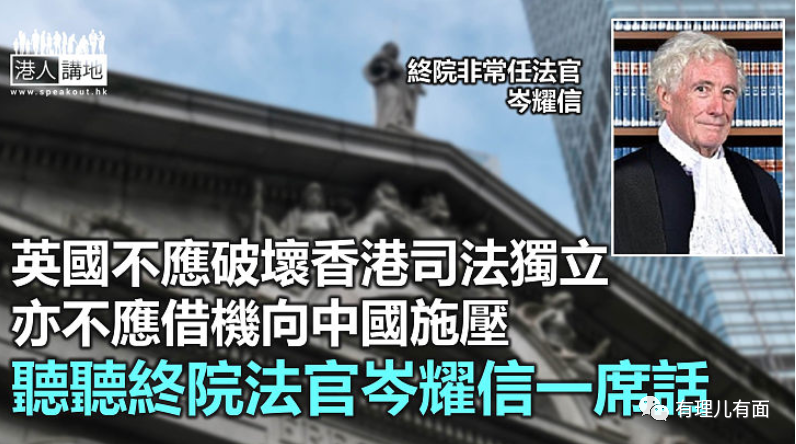 港人講地
www.speakout.hk
終院非常任法官
岑耀信
英國不應破壞香港司法獨立
亦不應借機向中國施壓
聽聽終院法官岑耀信一席話
有理儿有面